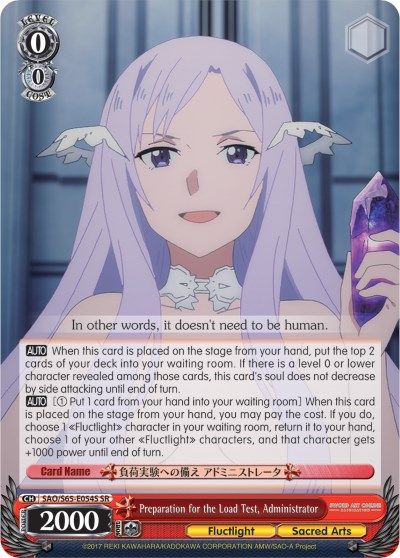 LEVEL
0
0
COST
In other words, it doesn't need to be human.
AUTO When this card is placed on the stage from your hand, put the top 2
cards of your deck into your waiting room. If there is a level 0 or lower
character revealed among those cards, this card's soul does not decrease
by side attacking until end of turn.
AUTO [① Put 1 card from your hand into your waiting room] When this card
is placed on the stage from your hand, you may pay the cost. If you do,
choose 1 «Fluctlight» character in your waiting room, return it to your hand,
choose 1 of your other «Fluctlight» characters, and that character gets
+1000 power until end of turn.
Card Name 負荷実験への備え アドミニストレータ
CH SAO/S65-E054S SR
Preparation for the Load Test, Administrator
SWORD ART ONLINE
POWER 2000
Fluctlight Sacred Arts
©2017 REKI KAWAHARA/KADOKAWA CORPORATION AMW/SAO-A Project